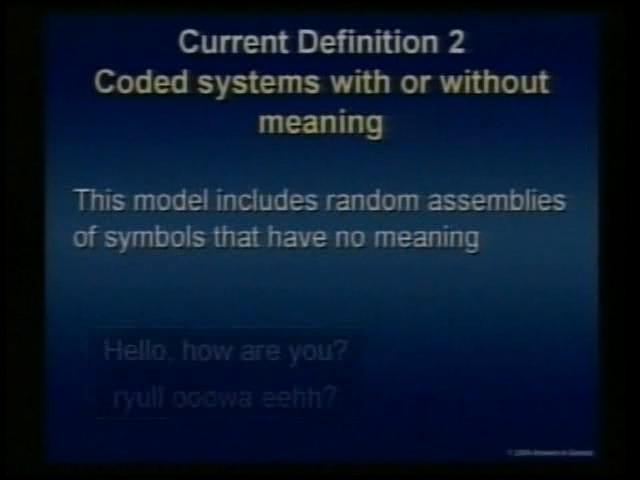 Current Definition 2
Coded systems with or without
meaning
This model includes random assemblies
of symbols that have no meaning
Hello, how are you?
ryull ooowa eehh?